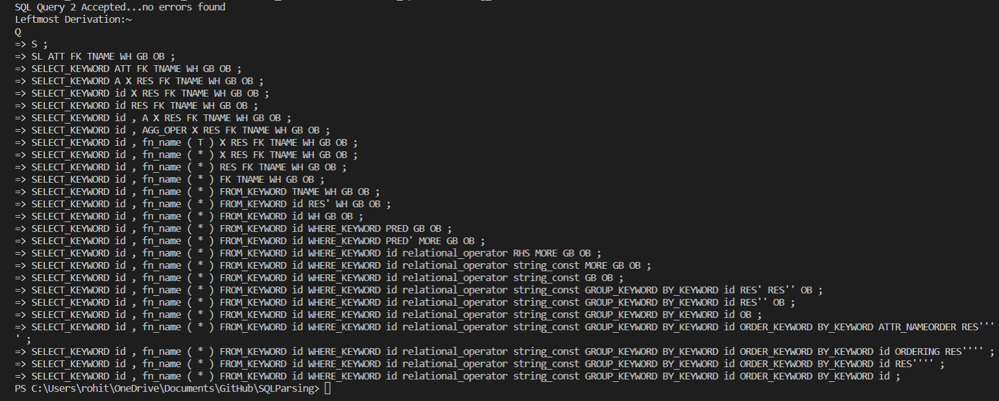 SQL Query 2 Accepted...no errors found
Leftmost Derivation:~
Q
=> S ;
=> SL ATT FK TNAME WH GB OB ;
=> SELECT_KEYWORD ATT FK TNAME WH GB OB ;
=> SELECT_KEYWORD A X RES FK TNAME WH GB OB ;
=> SELECT_KEYWORD id X RES FK TNAME WH GB OB ;
=> SELECT_KEYWORD id RES FK TNAME WH GB OB ;
=> SELECT_KEYWORD id , A X RES FK TNAME WH GB OB ;
=> SELECT_KEYWORD id , AGG_OPER X RES FK TNAME WH GB OB ;
=> SELECT_KEYWORD id , fn_name ( T ) X RES FK TNAME WH GB OB ;
=> SELECT_KEYWORD id , fn_name ( * ) X RES FK TNAME WH GB OB ;
=> SELECT_KEYWORD id , fn_name ( * ) RES FK TNAME WH GB OB ;
=> SELECT_KEYWORD id , fn_name ( * ) FK TNAME WH GB OB ;
=> SELECT_KEYWORD id , fn_name ( * ) FROM_KEYWORD TNAME WH GB OB ;
=> SELECT_KEYWORD id , fn_name ( * ) FROM_KEYWORD id RES' WH GB OB ;
=> SELECT_KEYWORD id , fn_name ( * ) FROM_KEYWORD id WH GB OB ;
=> SELECT_KEYWORD id , fn_name ( * ) FROM_KEYWORD id WHERE_KEYWORD PRED GB OB ;
=> SELECT_KEYWORD id , fn_name ( * ) FROM_KEYWORD id WHERE_KEYWORD PRED' MORE GB OB ;
=> SELECT_KEYWORD id , fn_name ( * ) FROM_KEYWORD id WHERE_KEYWORD id relational_operator RHS MORE GB OB ;
=> SELECT_KEYWORD id , fn_name ( * ) FROM_KEYWORD id WHERE_KEYWORD id relational_operator string_const MORE GB OB ;
=> SELECT_KEYWORD id , fn_name ( * ) FROM_KEYWORD id WHERE_KEYWORD id relational_operator string_const GB OB ;
=> SELECT_KEYWORD id , fn_name ( * ) FROM_KEYWORD id WHERE_KEYWORD id relational_operator string_const GROUP_KEYWORD BY_KEYWORD id RES' RES'' OB ;
=> SELECT_KEYWORD id , fn_name ( * ) FROM_KEYWORD id WHERE_KEYWORD id relational_operator string_const GROUP_KEYWORD BY_KEYWORD id RES'' OB ;
=> SELECT_KEYWORD id , fn_name ( * ) FROM_KEYWORD id WHERE_KEYWORD id relational_operator string_const GROUP_KEYWORD BY_KEYWORD id OB ;
=> SELECT_KEYWORD id , fn_name ( * ) FROM_KEYWORD id WHERE_KEYWORD id relational_operator string_const GROUP_KEYWORD BY_KEYWORD id ORDER_KEYWORD BY_KEYWORD ATTR_NAMEORDER RES'''
' ;
=> SELECT_KEYWORD id , fn_name ( * ) FROM_KEYWORD id WHERE_KEYWORD id relational_operator string_const GROUP_KEYWORD BY_KEYWORD id ORDER_KEYWORD BY_KEYWORD id ORDERING RES'''' ;
=> SELECT_KEYWORD id , fn_name ( * ) FROM_KEYWORD id WHERE_KEYWORD id relational_operator string_const GROUP_KEYWORD BY_KEYWORD id ORDER_KEYWORD BY_KEYWORD id RES'''' ;
=> SELECT_KEYWORD id , fn_name ( * ) FROM_KEYWORD id WHERE_KEYWORD id relational_operator string_const GROUP_KEYWORD BY_KEYWORD id ORDER_KEYWORD BY_KEYWORD id ;
PS C:\Users\rohit\OneDrive\Documents\GitHub\SQLParsing>